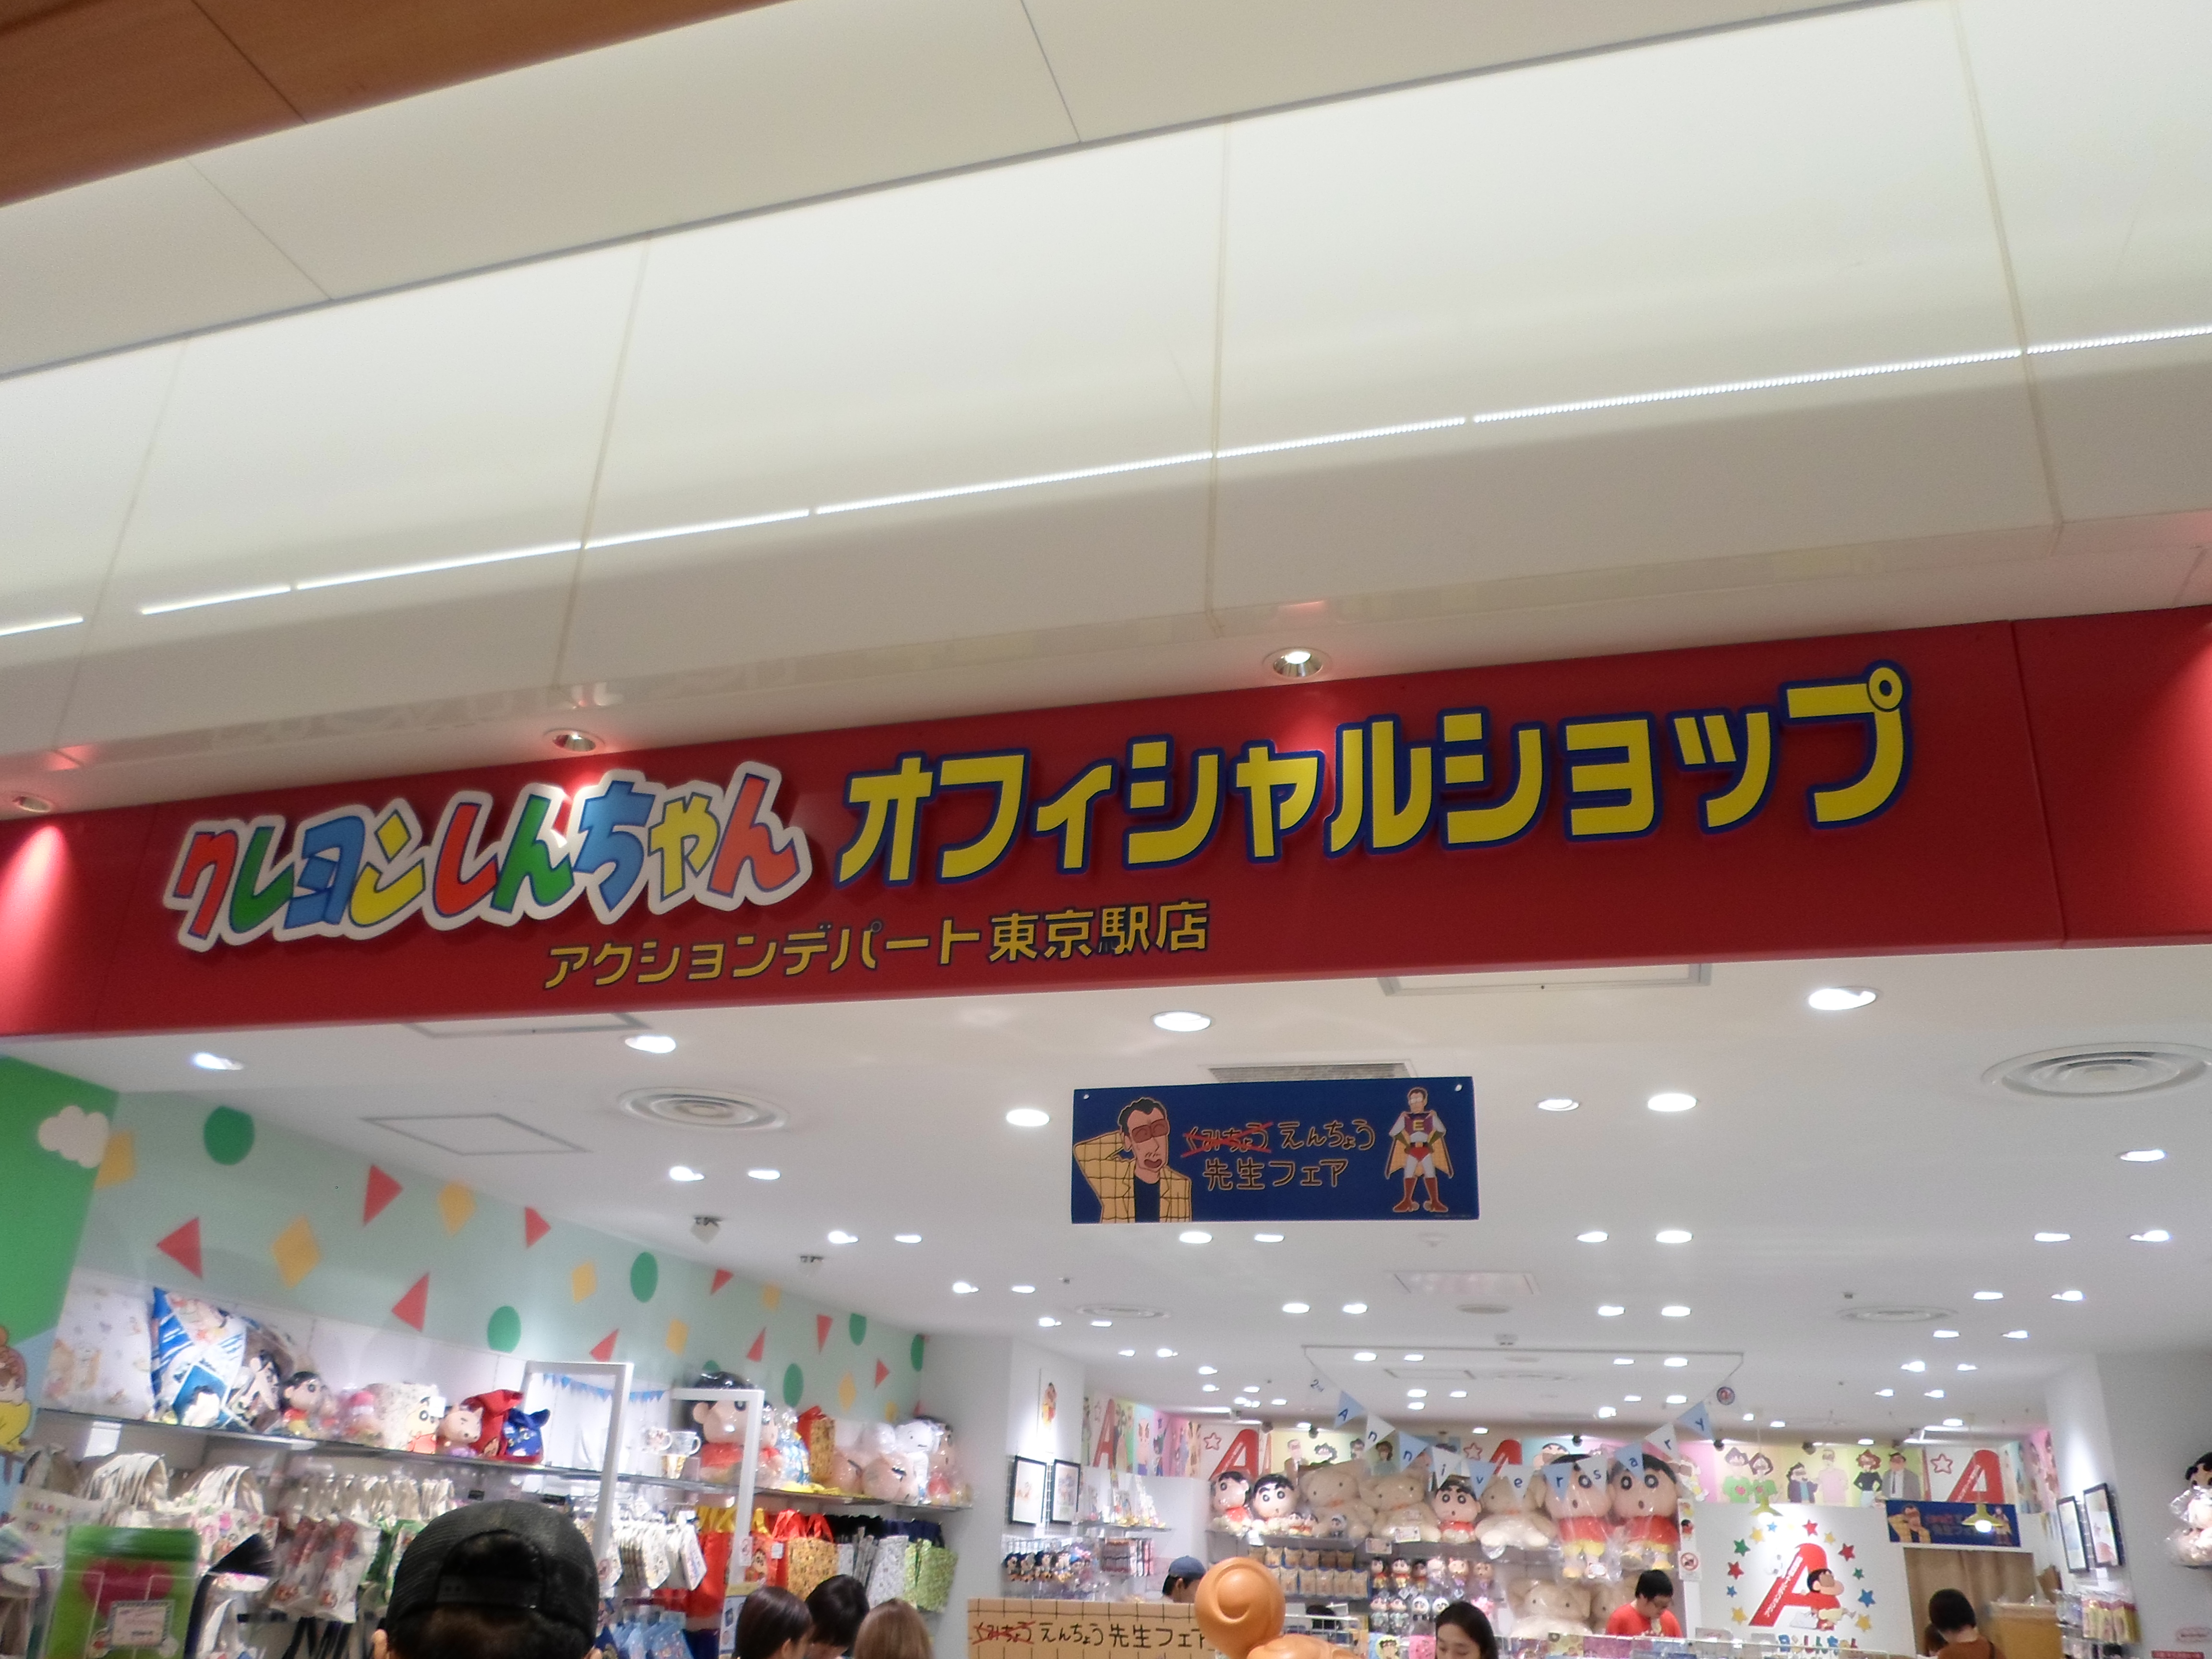 クレヨンしんちゃん オフィシャルショップ
アクションデパート東京駅店
くみちょう えんちょう
先生フェア
E
2nd Anniversary
くみちょう えんちょう先生フェア
A